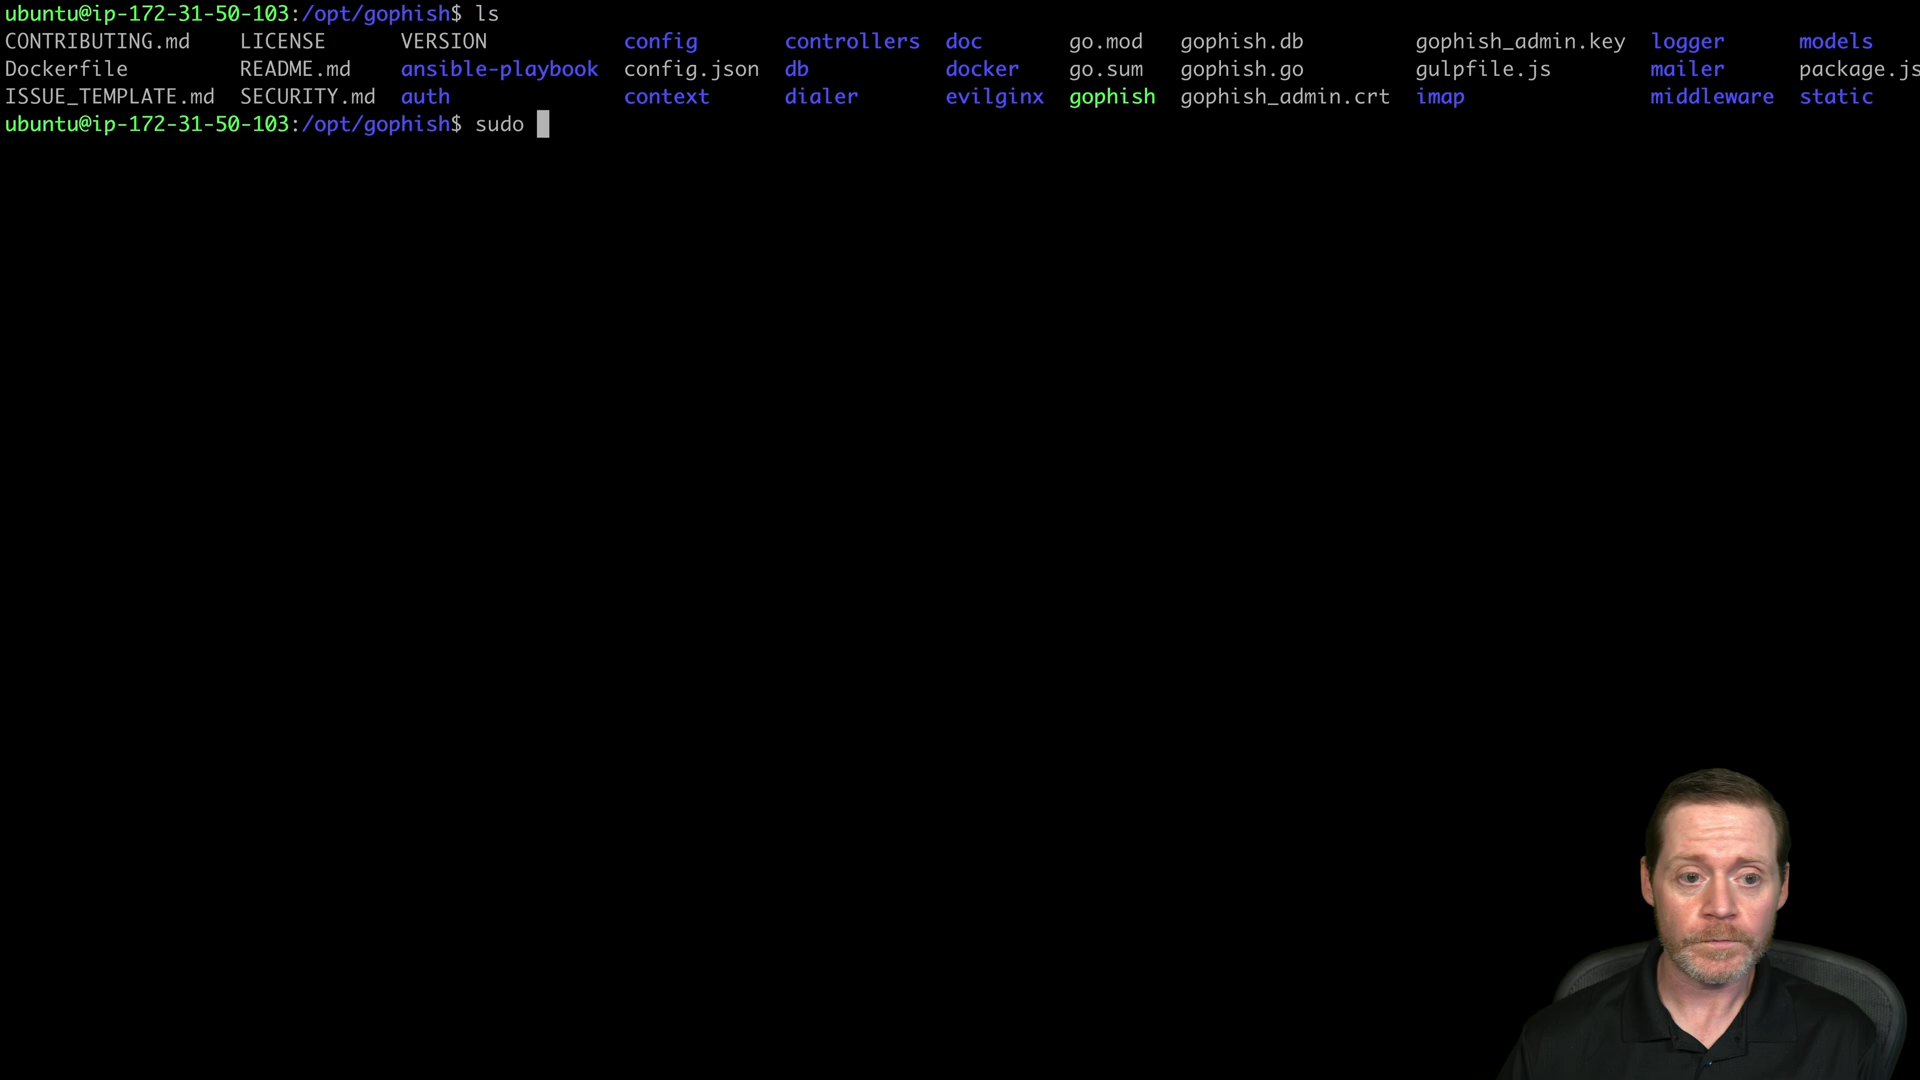 ubuntu@ip-172-31-50-103:/opt/gophish$ ls
CONTRIBUTING.md LICENSE VERSION config controllers doc go.mod gophish.db gophish_admin.key logger models
Dockerfile README.md ansible-playbook config.json db docker go.sum gophish.go gulpfile.js mailer package.js
ISSUE_TEMPLATE.md SECURITY.md auth context dialer evilginx gophish gophish_admin.crt imap middleware static
ubuntu@ip-172-31-50-103:/opt/gophish$ sudo